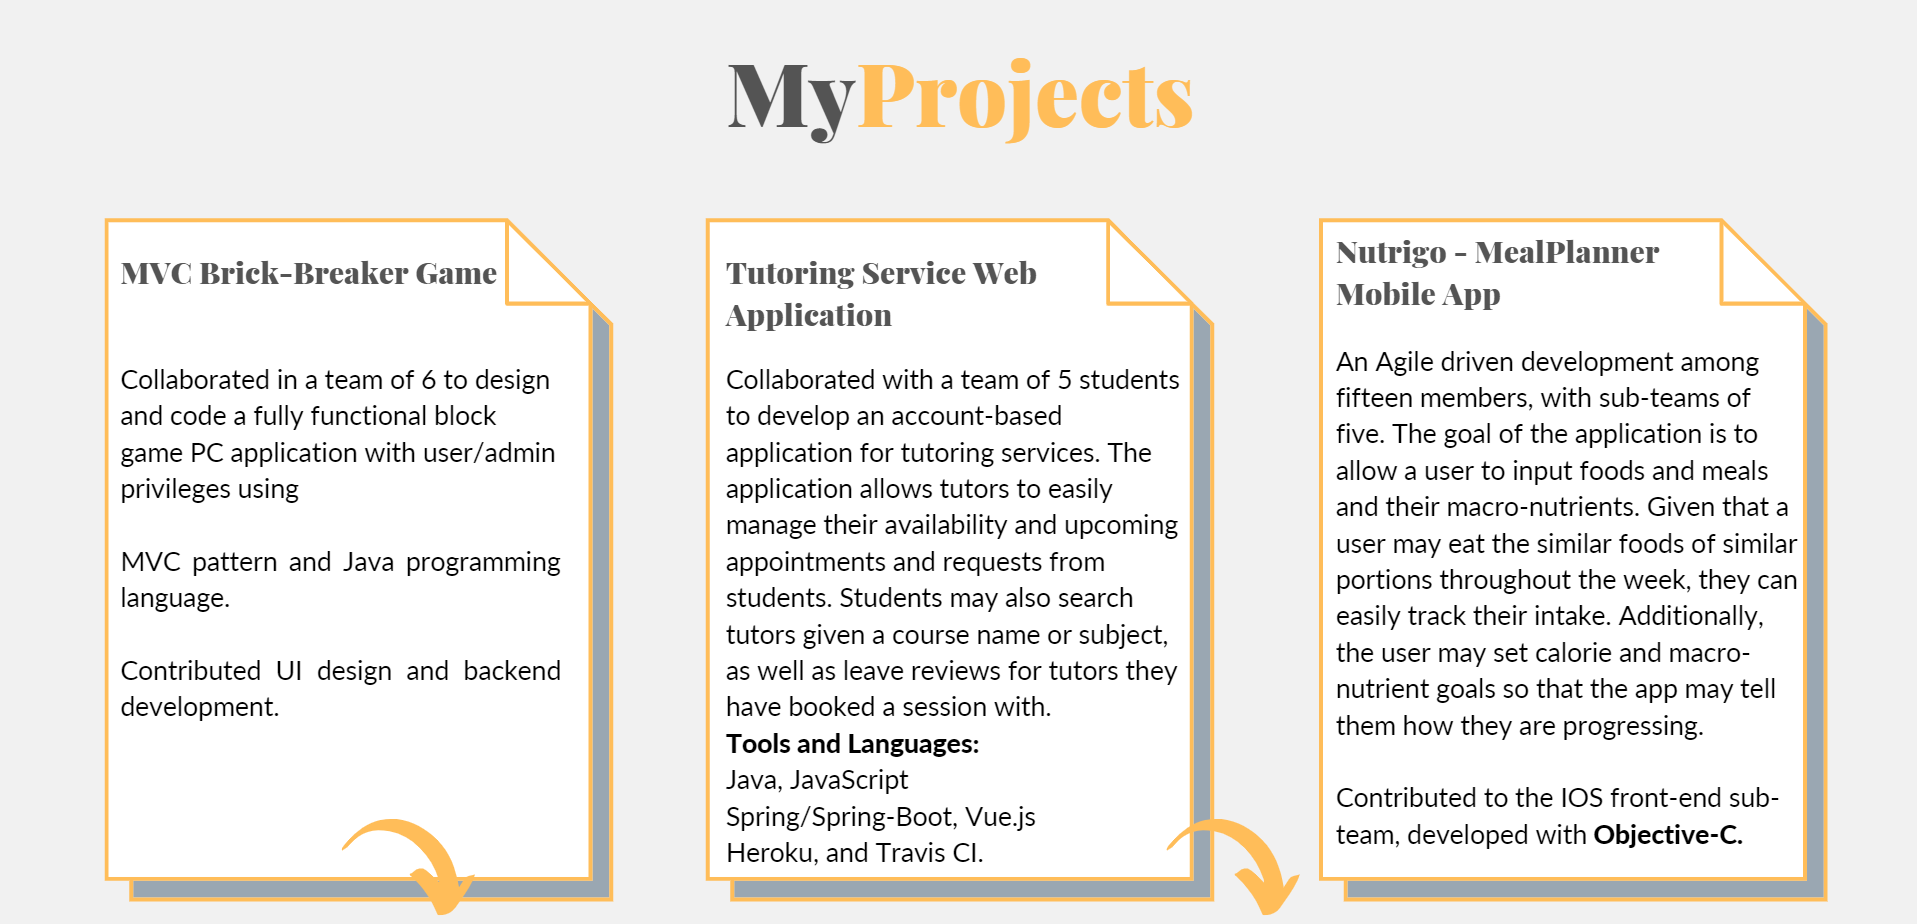 MyProjects
MVC Brick-Breaker Game
Collaborated in a team of 6 to design
and code a fully functional block
game PC application with user/admin
privileges using
MVC pattern and Java programming
language.
Contributed UI design and backend
development.
Tutoring Service Web
Application
Collaborated with a team of 5 students
to develop an account-based
application for tutoring services. The
application allows tutors to easily
manage their availability and upcoming
appointments and requests from
students. Students may also search
tutors given a course name or subject,
as well as leave reviews for tutors they
have booked a session with.
Tools and Languages:
Java, JavaScript
Spring/Spring-Boot, Vue.js
Heroku, and Travis CI.
Nutrigo - MealPlanner
Mobile App
An Agile driven development among
fifteen members, with sub-teams of
five. The goal of the application is to
allow a user to input foods and meals
and their macro-nutrients. Given that a
user may eat the similar foods of similar
portions throughout the week, they can
easily track their intake. Additionally,
the user may set calorie and macro-
nutrient goals so that the app may tell
them how they are progressing.
Contributed to the IOS front-end sub-
team, developed with Objective-C.